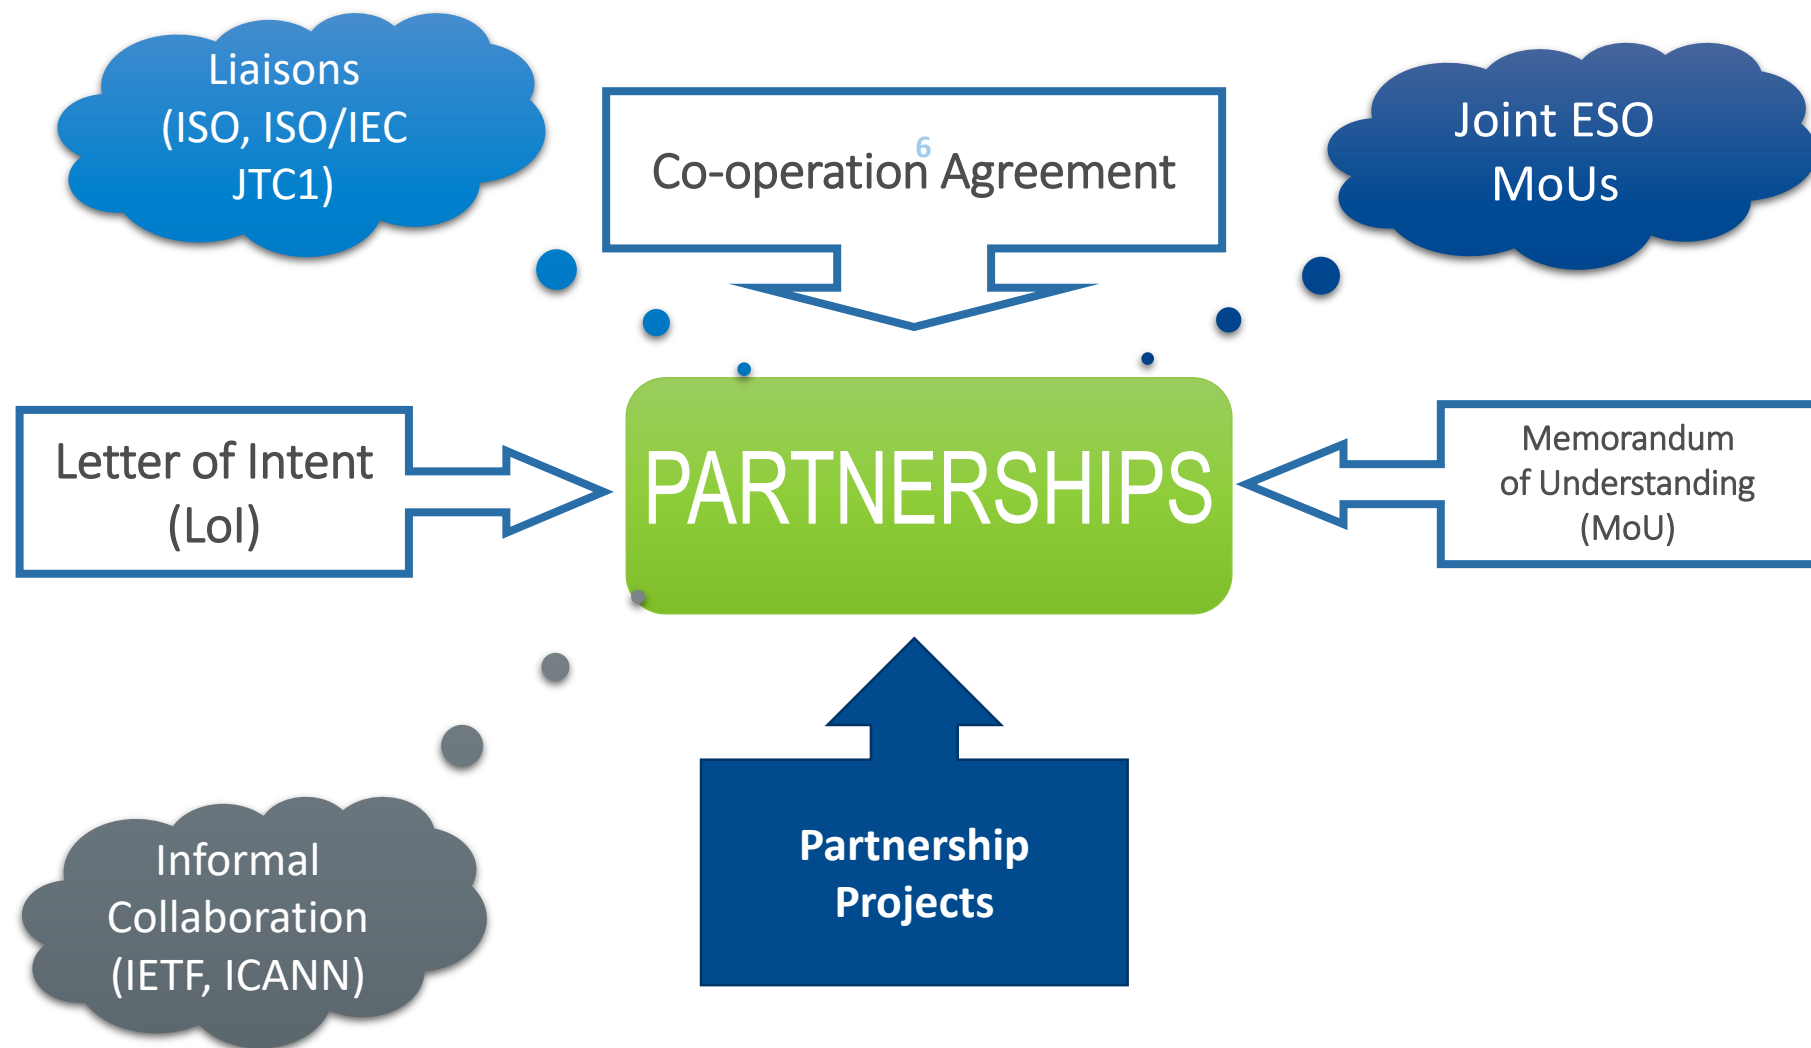 Liaisons
(ISO, ISO/IEC
JTC1)
6
Co-operation Agreement
Joint ESO
MoUs
Letter of Intent
(LoI)
PARTNERSHIPS
Memorandum
of Understanding
(MoU)
Informal
Collaboration
(IETF, ICANN)
Partnership
Projects